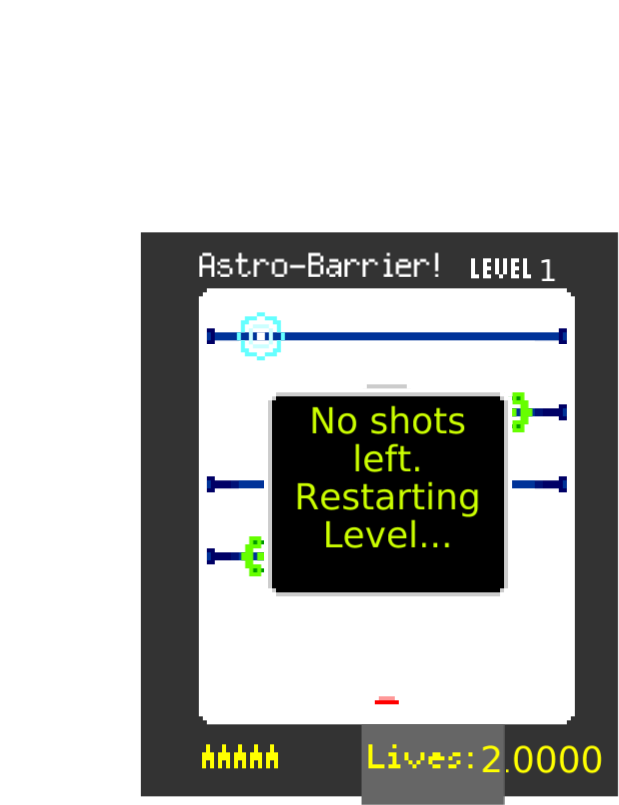 Astro-Barrier! LEVEL 1
No shots
left.
Restarting
Level...
Lives:2.0000